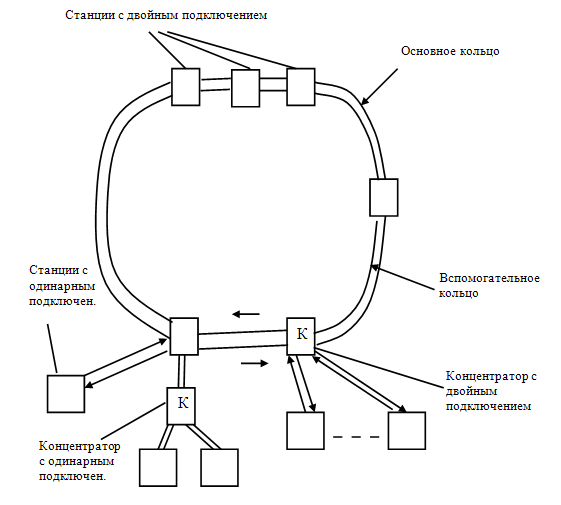 Станции с двойным подключением
Основное кольцо
Станции с
одинарным
подключен.
Вспомогательное
кольцо
К
Концентратор с
двойным
подключением
К
Концентратор
с одинарным
подключен.